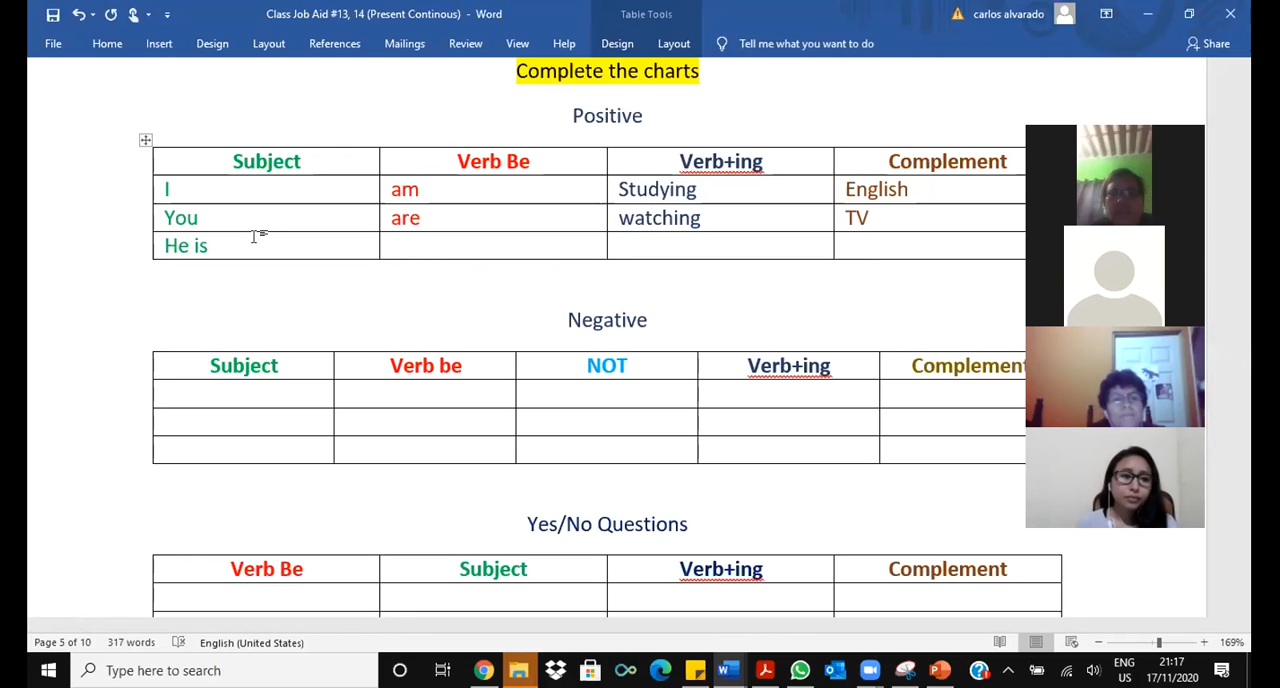 Class Job Aid #13, 14 (Present Continous) - Word
Table Tools
carlos alvarado
File Home Insert Design Layout References Mailings Review View Help Design Layout Tell me what you want to do Share
Complete the charts
Positive
Subject Verb Be Verb+ing Complement
I am Studying English
You are watching TV
He is
Negative
Subject Verb be NOT Verb+ing Complement
Yes/No Questions
Verb Be Subject Verb+ing Complement
Page 5 of 10 317 words English (United States) 169%
Type here to search
ENG 21:17
US 17/11/2020